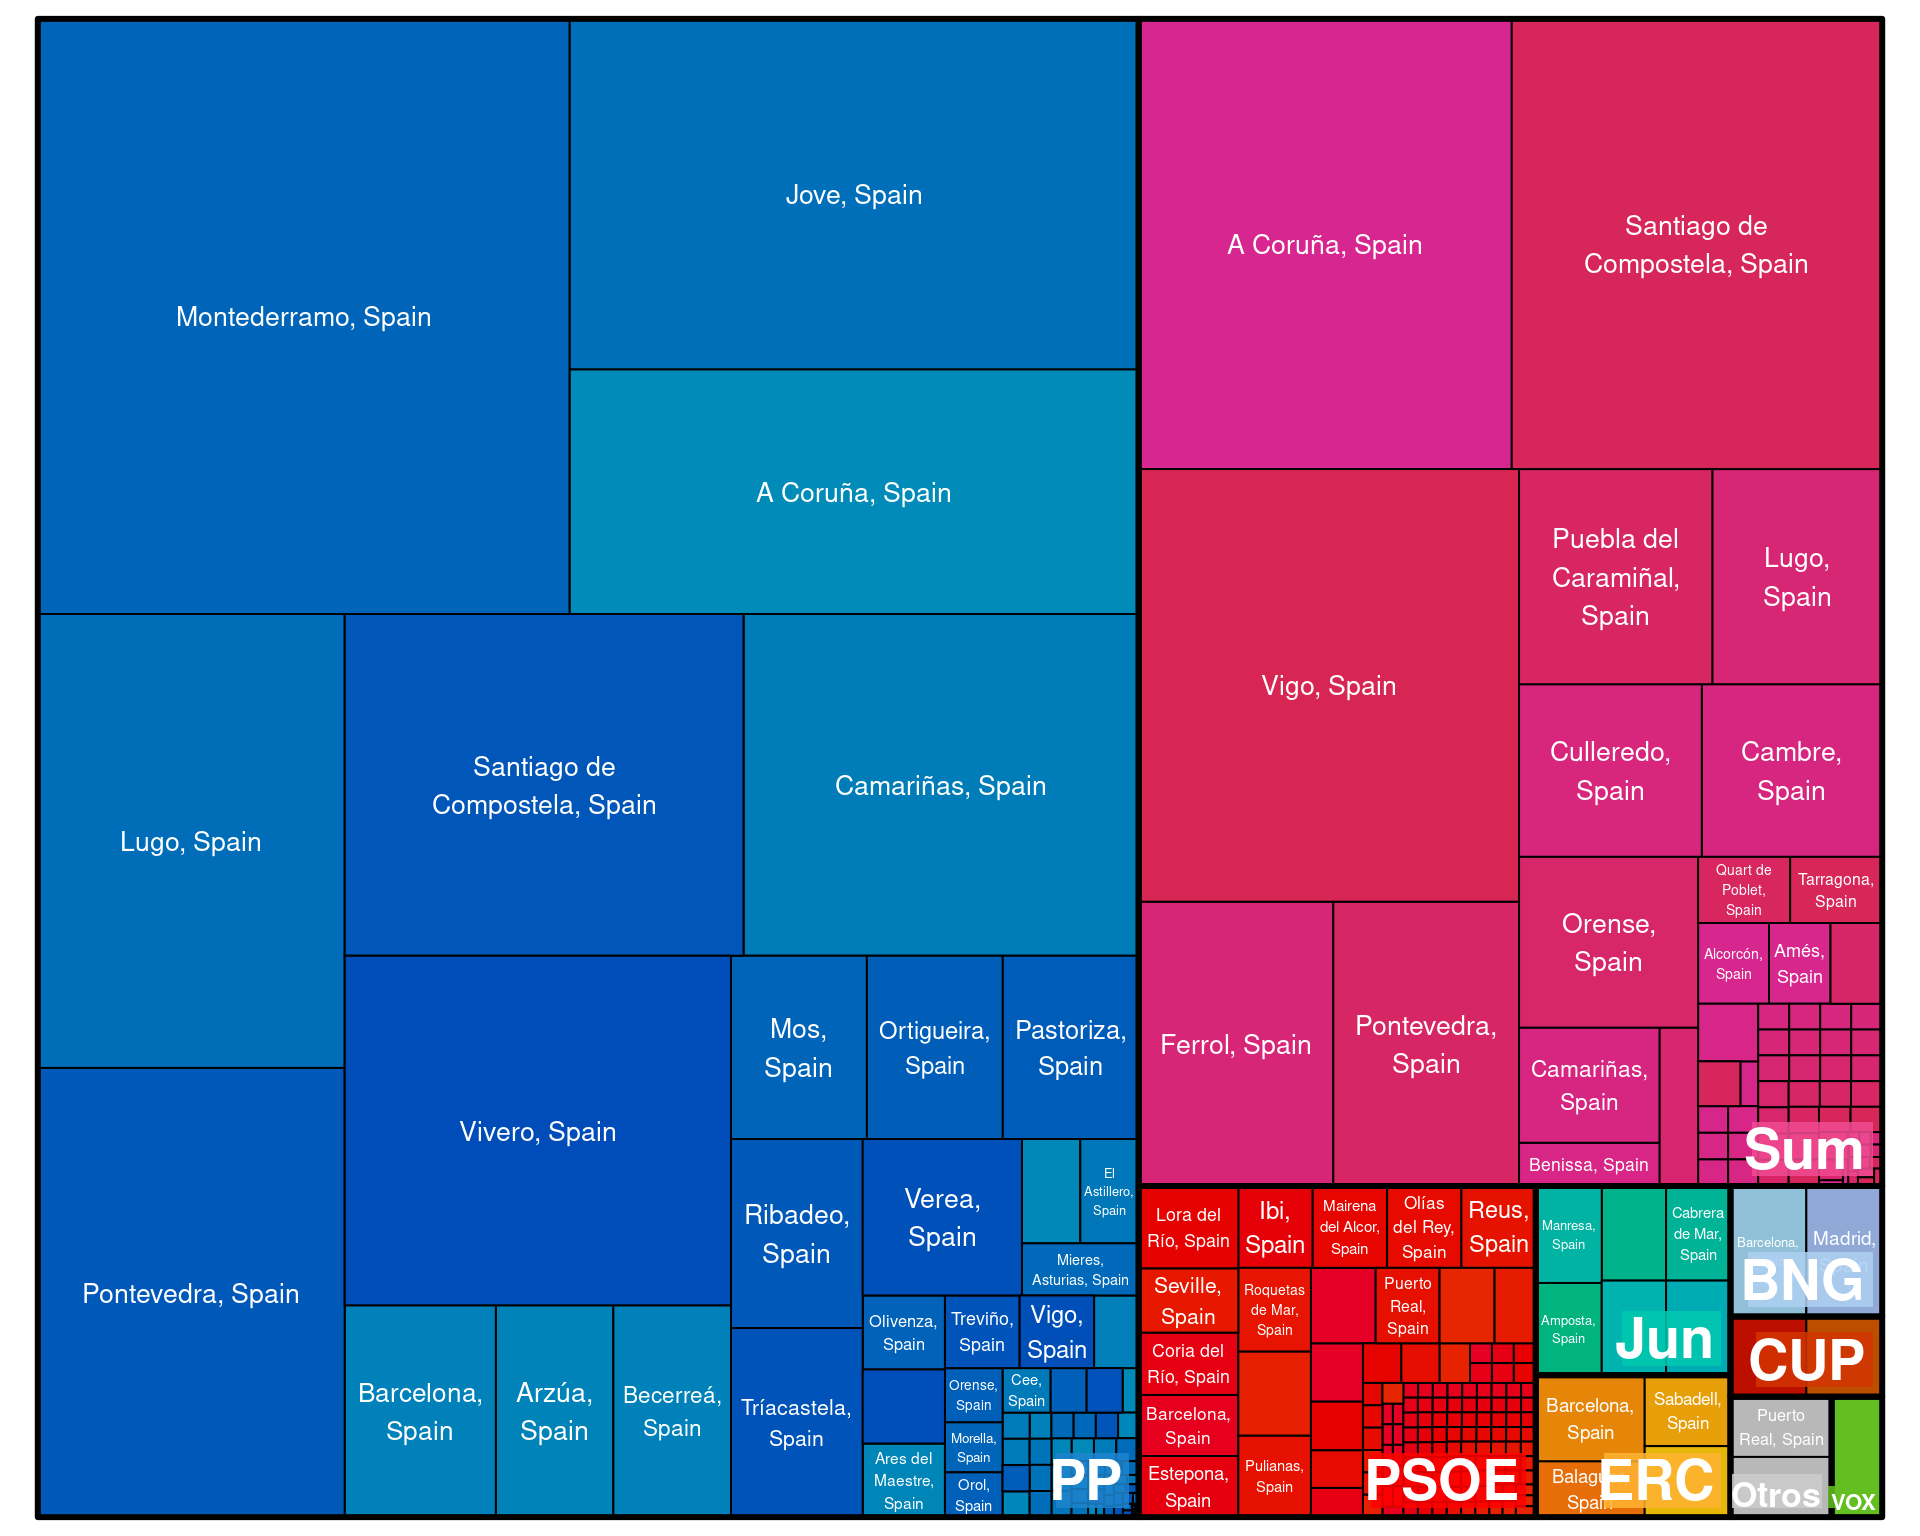 Montederramo, Spain
Jove, Spain
A Coruña, Spain
Lugo, Spain
Santiago de
Compostela, Spain
Camariñas, Spain
Pontevedra, Spain
Vivero, Spain
Barcelona,
Spain
Arzúa,
Spain
Becerreá,
Spain
Mos,
Spain
Ortigueira,
Spain
Pastoriza,
Spain
Ribadeo,
Spain
Tríacastela,
Spain
Verea,
Spain
El
Astillero,
Spain
Mieres,
Asturias, Spain
Olivenza,
Spain
Treviño,
Spain
Vigo,
Spain
Ares del
Maestre,
Spain
Orense,
Spain
Cee,
Spain
Morella,
Spain
Orol,
Spain
PP
A Coruña, Spain
Santiago de
Compostela, Spain
Vigo, Spain
Puebla del
Caramiñal,
Spain
Lugo,
Spain
Culleredo,
Spain
Cambre,
Spain
Ferrol, Spain
Pontevedra,
Spain
Orense,
Spain
Quart de
Poblet,
Spain
Tarragona,
Spain
Alcorcón,
Spain
Amés,
Spain
Camariñas,
Spain
Benissa, Spain
Sum
Lora del
Río, Spain
Ibi,
Spain
Mairena
del Alcor,
Spain
Olías
del Rey,
Spain
Reus,
Spain
Seville,
Spain
Roquetas
de Mar,
Spain
Puerto
Real,
Spain
Coria del
Río, Spain
Barcelona,
Spain
Estepona,
Spain
Pulianas,
Spain
PSOE
Manresa,
Spain
Cabrera
de Mar,
Spain
Amposta,
Spain
Jun
Barcelona,
Spain
Sabadell,
Spain
Spain
ERC
Barcelona,
Madrid,
BNG
CUP
Puerto
Real, Spain
Otros
VOX